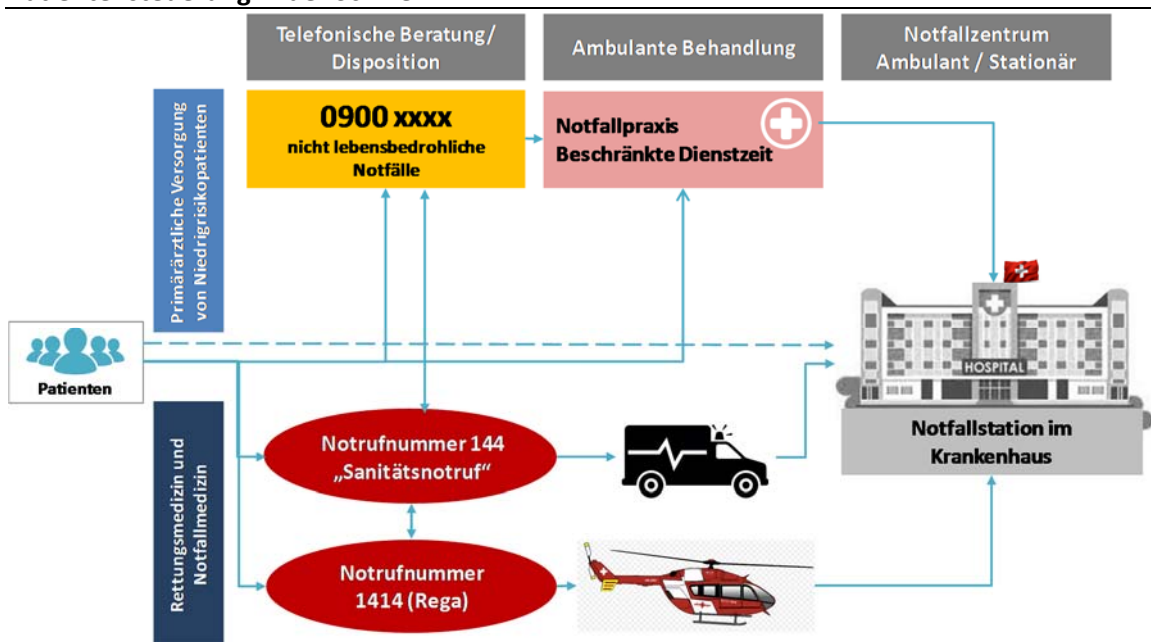 Telefonische Beratung/
Disposition
Ambulante Behandlung
Notfallzentrum
Ambulant / Stationär
0900 xxxx
nicht lebensbedrohliche
Notfälle
Notfallpraxis
Beschränkte Dienstzeit
Primärärztliche Versorgung
von Niedrigrisikopatienten
Patienten
HOSPITAL
Notfallstation im
Krankenhaus
Rettungsmedizin und
Notfallmedizin
Notrufnummer 144
„Sanitätsnotruf“
Notrufnummer
1414 (Rega)